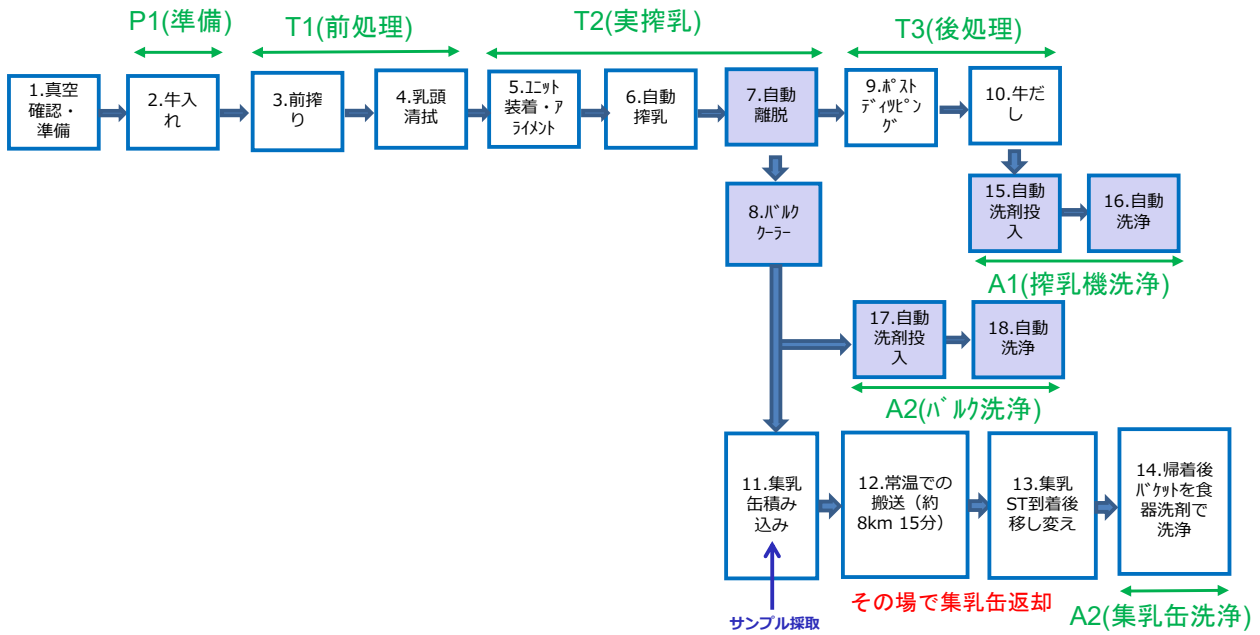 P1(準備)
T1(前処理)
T2(実搾乳)
T3(後処理)
1.真空
確認・
準備
2.牛入
れ
3.前搾
り
4.乳頭
清拭
5.ﾕﾆｯﾄ
装着・ｱ
ﾗｲﾒﾝﾄ
6.自動
搾乳
7.自動
離脱
9.ﾎﾟｽﾄ
ﾃﾞｨｯﾋﾟﾝ
ｸﾞ
10.牛だ
し
8.ﾊﾞﾙｸ
ｸｰﾗｰ
15.自動
洗剤投
入
16.自動
洗浄
A1(搾乳機洗浄)
17.自動
洗剤投
入
18.自動
洗浄
A2(ﾊﾞﾙｸ洗浄)
11.集乳
缶積み
込み
12.常温での
搬送（約
8km 15分）
13.集乳
ST到着後
移し変え
14.帰着後
ﾊﾞｹｯﾄを食
器洗剤で
洗浄
その場で集乳缶返却
A2(集乳缶洗浄)
サンプル採取